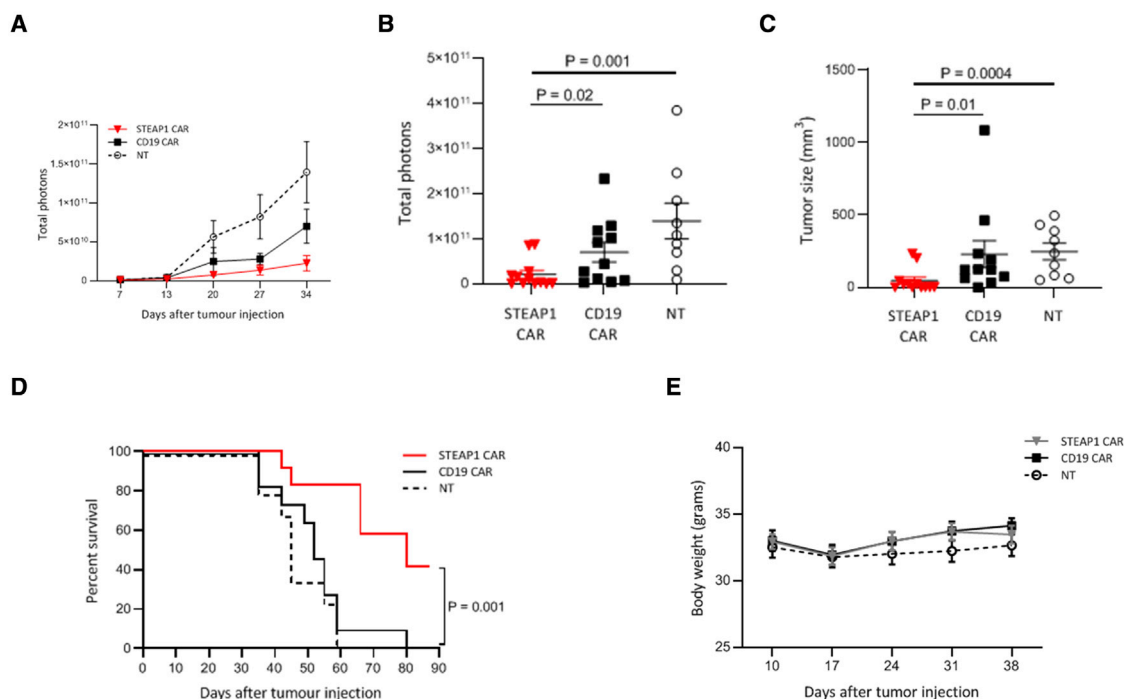 A
STEAP1 CAR
CD19 CAR
NT
2×10¹¹
1.5×10¹¹
1×10¹¹
5×10¹⁰
0
Total photons
7 13 20 27 34
Days after tumour injection
B
5×10¹¹
4×10¹¹
3×10¹¹
2×10¹¹
1×10¹¹
0
Total photons
P = 0.001
P = 0.02
STEAP1 CD19 NT
CAR CAR
C
1500
1000
500
0
Tumor size (mm³)
P = 0.0004
P = 0.01
STEAP1 CD19 NT
CAR CAR
D
100
80
60
40
20
0
Percent survival
STEAP1 CAR
CD19 CAR
NT
P = 0.001
0 10 20 30 40 50 60 70 80 90
Days after tumour injection
E
40
35
30
25
Body weight (grams)
STEAP1 CAR
CD19 CAR
NT
10 17 24 31 38
Days after tumor injection